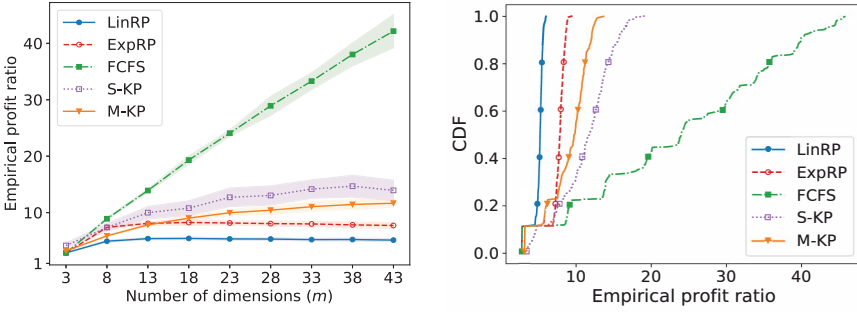 Empirical profit ratio
40
30
20
10
1
LinRP
ExpRP
FCFS
S-KP
M-KP
3 8 13 18 23 28 33 38 43
Number of dimensions (m)
CDF
1.0
0.8
0.6
0.4
0.2
0.0
LinRP
ExpRP
FCFS
S-KP
M-KP
10 20 30 40
Empirical profit ratio